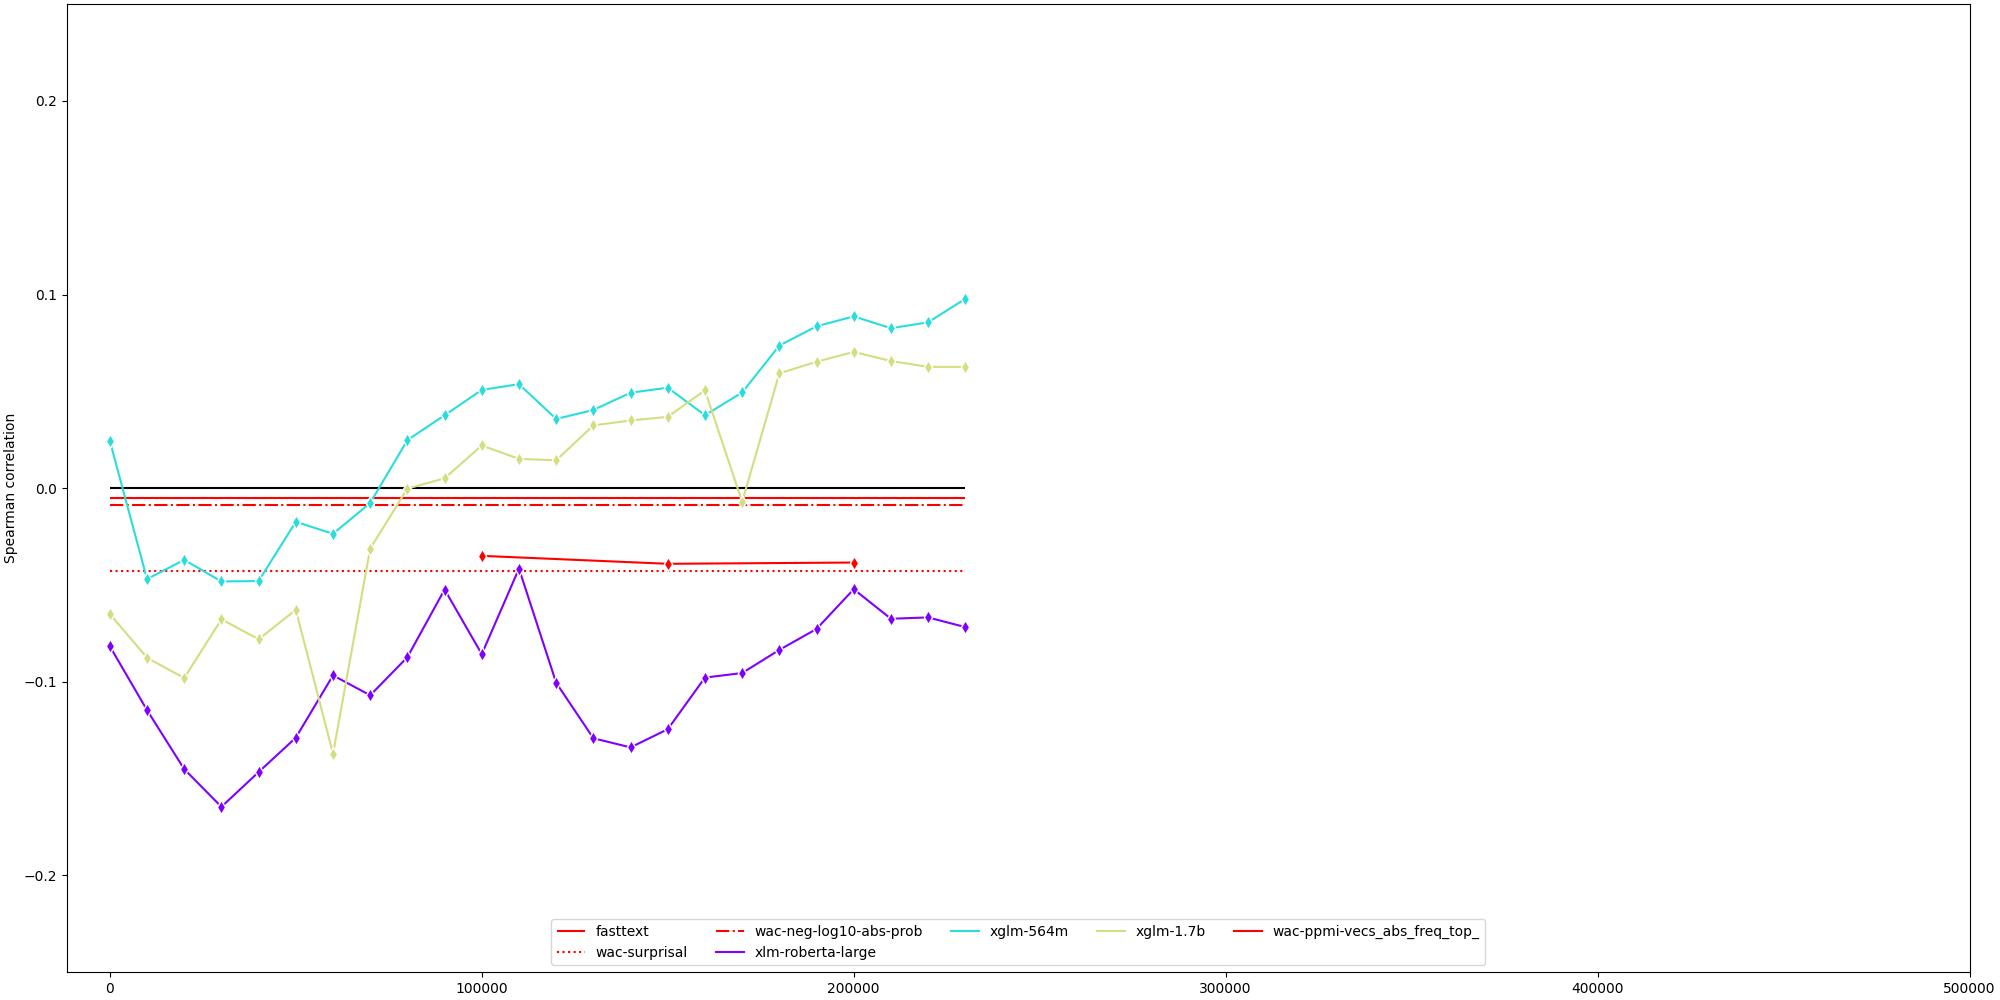 0.2
0.1
0.0
−0.1
−0.2
Spearman correlation
fasttext
wac-surprisal
wac-neg-log10-abs-prob
xlm-roberta-large
xglm-564m
xglm-1.7b
wac-ppmi-vecs_abs_freq_top_
0 100000 200000 300000 400000 500000